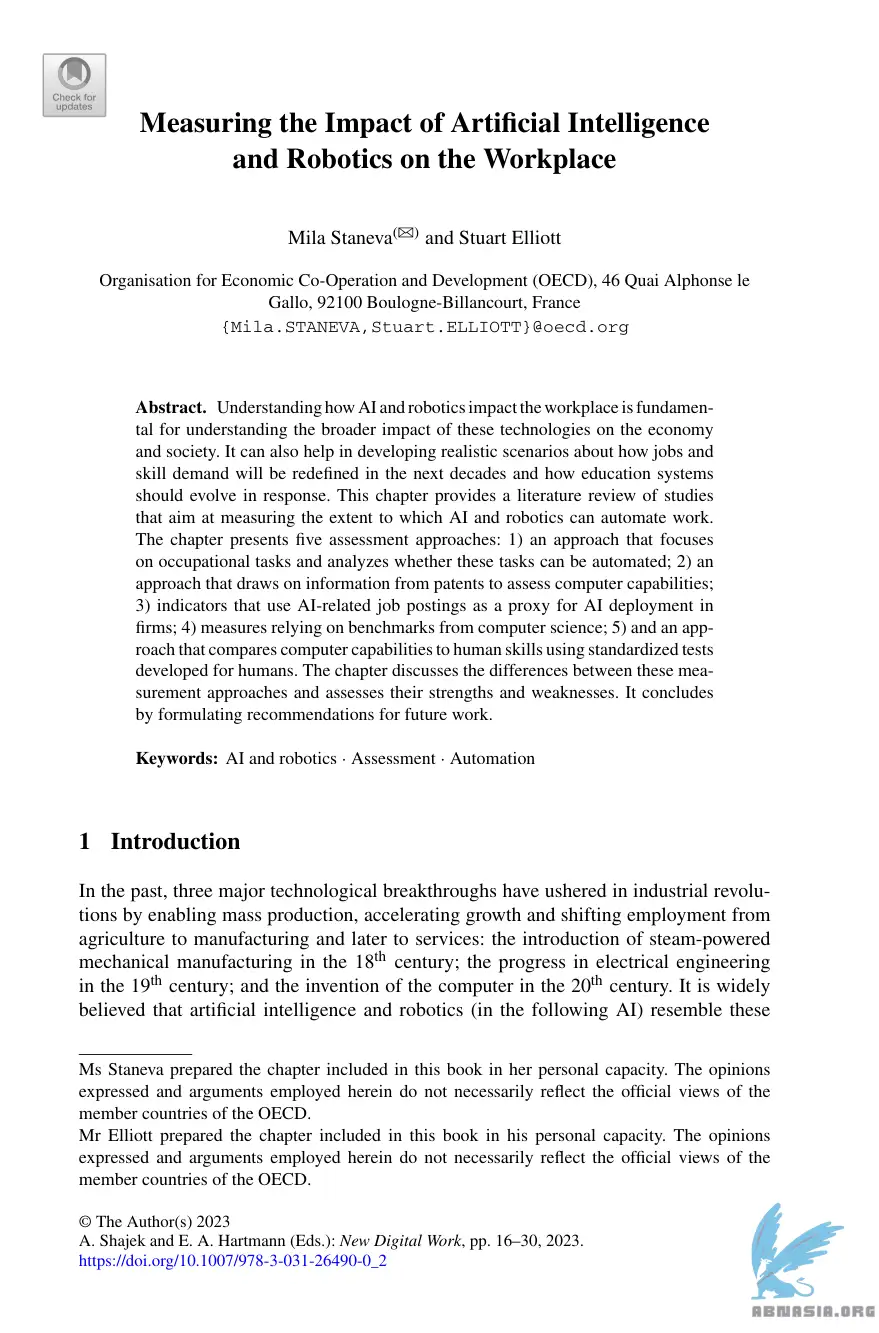 Check for
updates
Measuring the Impact of Artificial Intelligence
and Robotics on the Workplace
Mila Staneva(✉) and Stuart Elliott
Organisation for Economic Co-Operation and Development (OECD), 46 Quai Alphonse le
Gallo, 92100 Boulogne-Billancourt, France
{Mila.STANEVA,Stuart.ELLIOTT}@oecd.org
Abstract. Understanding how AI and robotics impact the workplace is fundamen-
tal for understanding the broader impact of these technologies on the economy
and society. It can also help in developing realistic scenarios about how jobs and
skill demand will be redefined in the next decades and how education systems
should evolve in response. This chapter provides a literature review of studies
that aim at measuring the extent to which AI and robotics can automate work.
The chapter presents five assessment approaches: 1) an approach that focuses
on occupational tasks and analyzes whether these tasks can be automated; 2) an
approach that draws on information from patents to assess computer capabilities;
3) indicators that use AI-related job postings as a proxy for AI deployment in
firms; 4) measures relying on benchmarks from computer science; 5) and an app-
roach that compares computer capabilities to human skills using standardized tests
developed for humans. The chapter discusses the differences between these mea-
surement approaches and assesses their strengths and weaknesses. It concludes
by formulating recommendations for future work.
Keywords: AI and robotics · Assessment · Automation
1 Introduction
In the past, three major technological breakthroughs have ushered in industrial revolu-
tions by enabling mass production, accelerating growth and shifting employment from
agriculture to manufacturing and later to services: the introduction of steam-powered
mechanical manufacturing in the 18th century; the progress in electrical engineering
in the 19th century; and the invention of the computer in the 20th century. It is widely
believed that artificial intelligence and robotics (in the following AI) resemble these
Ms Staneva prepared the chapter included in this book in her personal capacity. The opinions
expressed and arguments employed herein do not necessarily reflect the official views of the
member countries of the OECD.
Mr Elliott prepared the chapter included in this book in his personal capacity. The opinions
expressed and arguments employed herein do not necessarily reflect the official views of the
member countries of the OECD.
© The Author(s) 2023
A. Shajek and E. A. Hartmann (Eds.): New Digital Work, pp. 16–30, 2023.
https://doi.org/10.1007/978-3-031-26490-0_2
ABNASIA.ORG